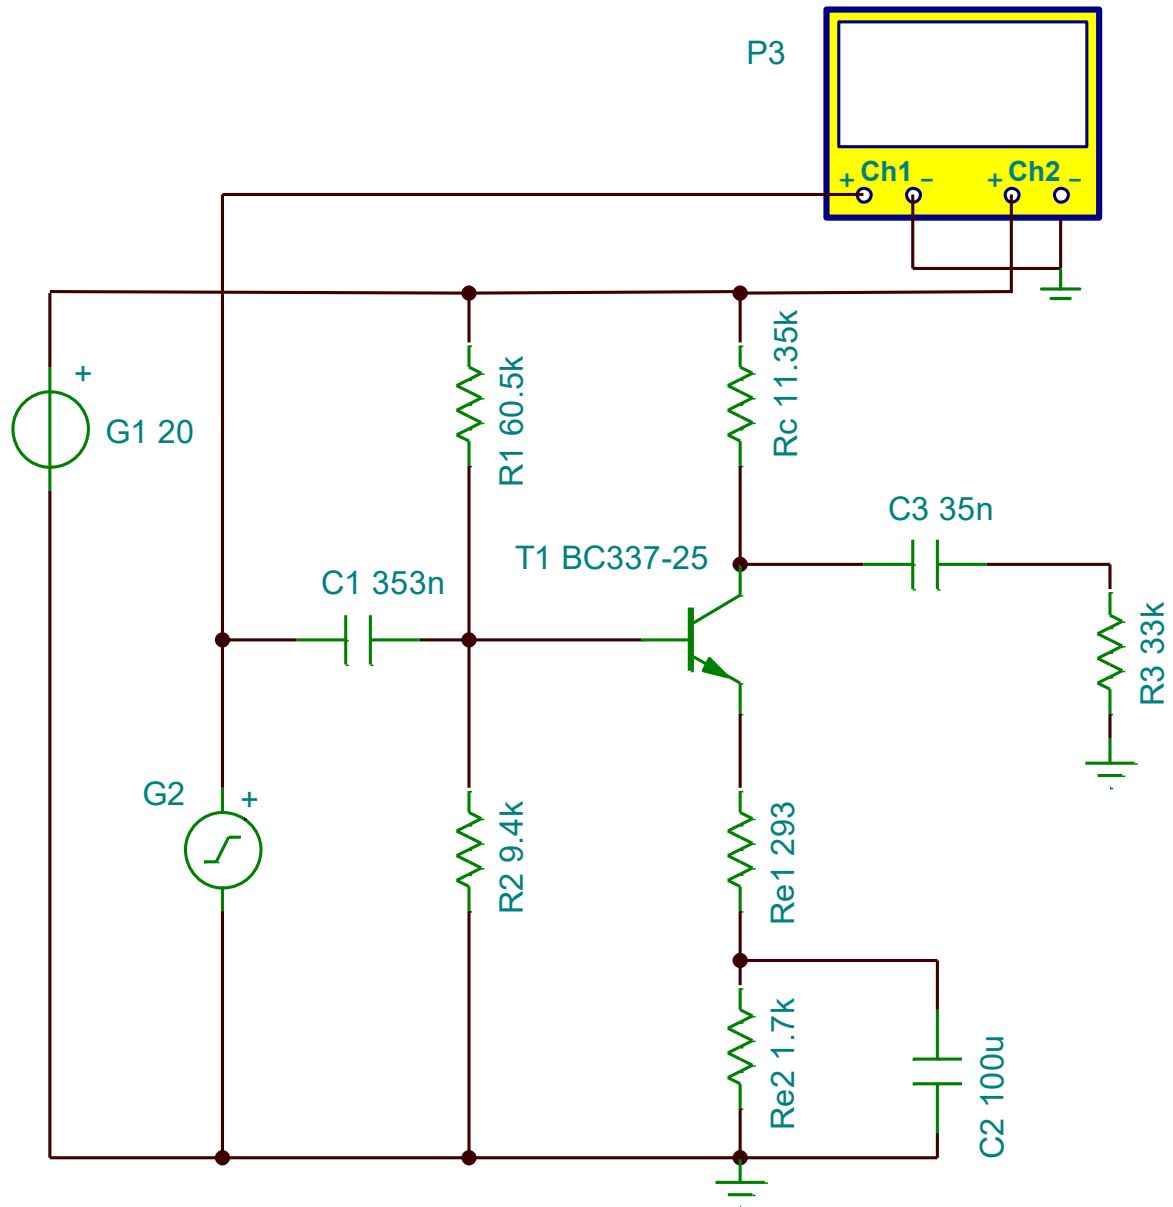 P3
+ Ch1 − + Ch2 −
+
G1 20
R1 60.5k
Rc 11.35k
C3 35n
T1 BC337-25
C1 353n
R3 33k
G2 +
R2 9.4k
Re1 293
Re2 1.7k
C2 100u